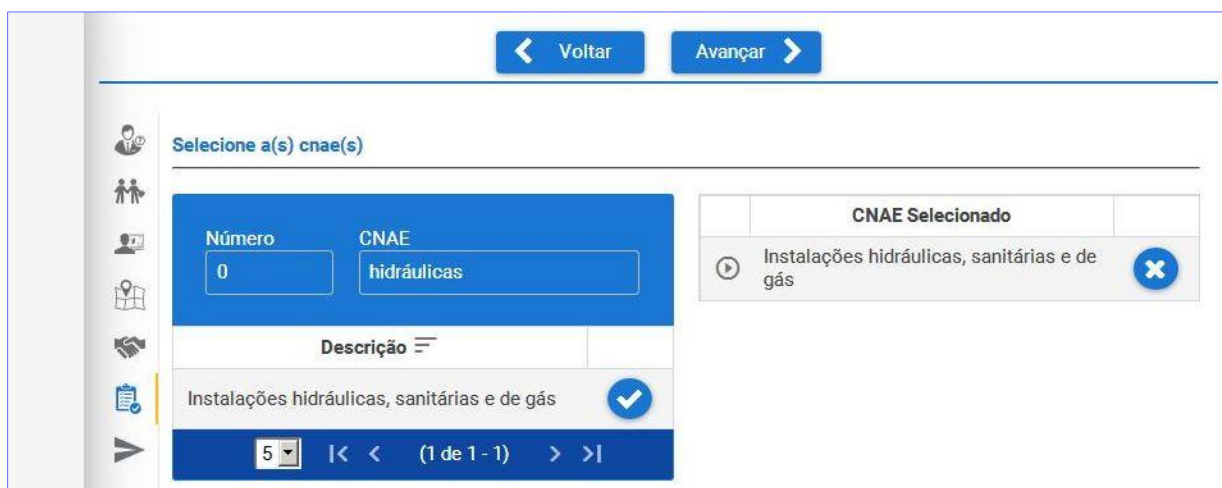 Voltar
Avançar
Selecione a(s) cnae(s)
Número
CNAE
0
hidráulicas
Descrição
Instalações hidráulicas, sanitárias e de gás
5
(1 de 1 - 1)
CNAE Selecionado
Instalações hidráulicas, sanitárias e de
gás